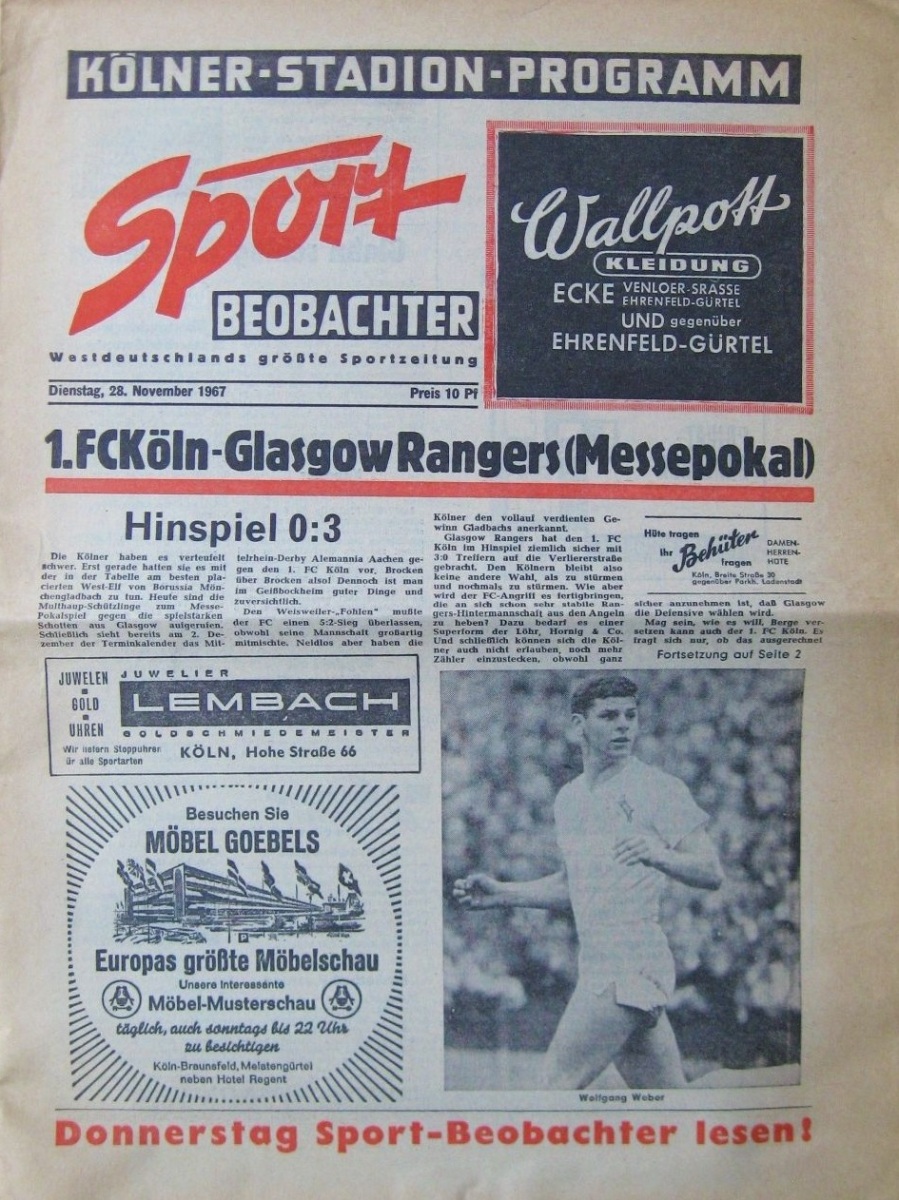 KÖLNER-STADION-PROGRAMM
Sport
BEOBACHTER
Westdeutschlands größte Sportzeitung
Dienstag, 28. November 1967 Preis 10 Pf
Wallpott
KLEIDUNG
ECKE VENLOER-SRASSE
EHRENFELD-GÜRTEL
UND gegenüber
EHRENFELD-GÜRTEL
1.FCKöln-Glasgow Rangers (Messepokal)
Hinspiel 0:3
Die Kölner haben es verteufelt
schwer. Erst gerade hatten sie es mit
der in der Tabelle am besten pla-
cierten West-Elf von Borussia Mön-
chengladbach zu tun. Heute sind die
Multhaup-Schützlinge zum Messe-
Pokalspiel gegen die spielstarken
Schotten aus Glasgow aufgerufen.
Schließlich sieht bereits am 2. De-
zember der Terminkalender das Mit-
telrhein-Derby Alemannia Aachen ge-
gen den 1. FC Köln vor. Brocken
über Brocken also! Dennoch ist man
im Geißbockheim guter Dinge und
zuversichtlich.
Den Weisweiler-„Fohlen" mußte
der FC einen 5:2-Sieg überlassen,
obwohl seine Mannschaft großartig
mitmischte. Neidlos aber haben die
Kölner den vollauf verdienten Ge-
winn Gladbachs anerkannt.
Glasgow Rangers hat den 1. FC
Köln im Hinspiel ziemlich sicher mit
3:0 Treffern auf die Verliererstraße
gebracht. Den Kölnern bleibt also
keine andere Wahl, als zu stürmen
und nochmals zu stürmen. Wie aber
wird der FC-Angriff es fertigbringen,
die an sich schon sehr stabile Ran-
gers-Hintermannschaft aus den Angeln
zu heben? Dazu bedarf es einer
Superform der Löhr, Hornig & Co.
Und schließlich können sich die Köl-
ner auch nicht erlauben, noch mehr
Zähler einzustecken, obwohl ganz
Hüte tragen
Ihr Behüter
fragen
DAMEN-
HERREN-
HÜTE
Köln, Breite Straße 30
gegenüber Parkh. Ladenstadt
sicher anzunehmen ist, daß Glasgow
die Defensive wählen wird.
Mag sein, wie es will, Berge ver-
setzen kann auch der 1. FC Köln. Es
fragt sich nur, ob das ausgerechnet
Fortsetzung auf Seite 2
JUWELEN
GOLD
UHREN
JUWELIER
LEMBACH
GOLDSCHMIEDEMEISTER
Wir liefern Stoppuhren
für alle Sportarten
KÖLN, Hohe Straße 66
Besuchen Sie
MÖBEL GOEBELS
P
Europas größte Möbelschau
Unsere interessante
Möbel-Musterschau
täglich, auch sonntags bis 22 Uhr
zu besichtigen
Köln-Braunsfeld, Melatengürtel
neben Hotel Regent
Wolfgang Weber
Donnerstag Sport-Beobachter lesen!